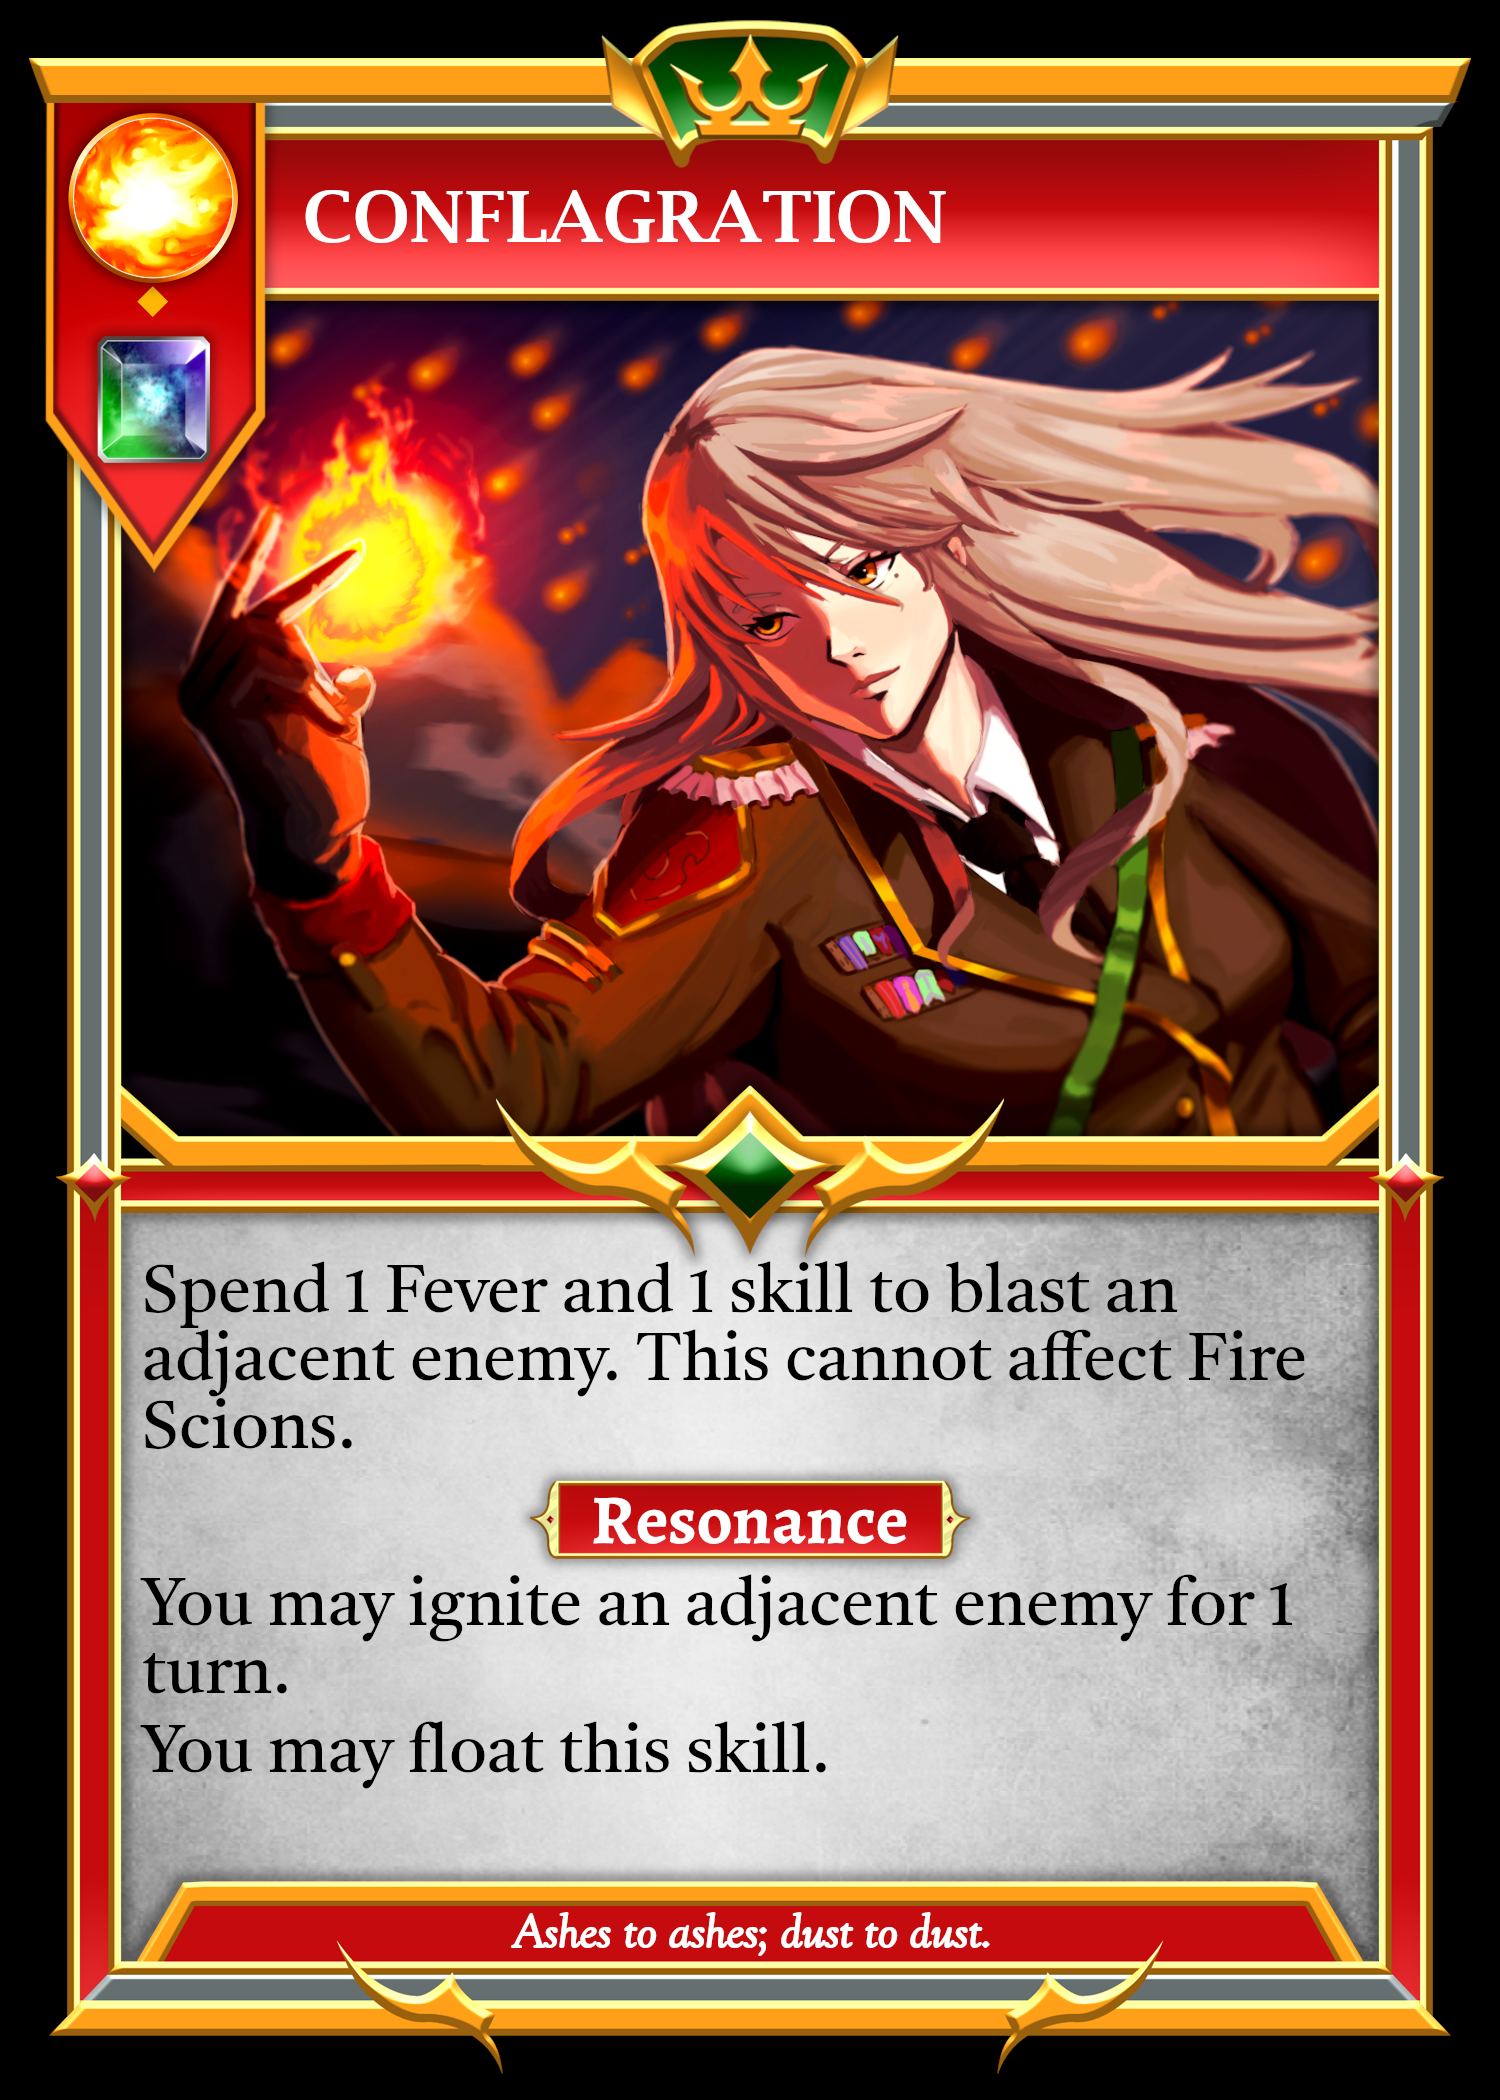 CONFLAGRATION
Spend 1 Fever and 1 skill to blast an
adjacent enemy. This cannot affect Fire
Scions.
Resonance
You may ignite an adjacent enemy for 1
turn.
You may float this skill.
Ashes to ashes; dust to dust.